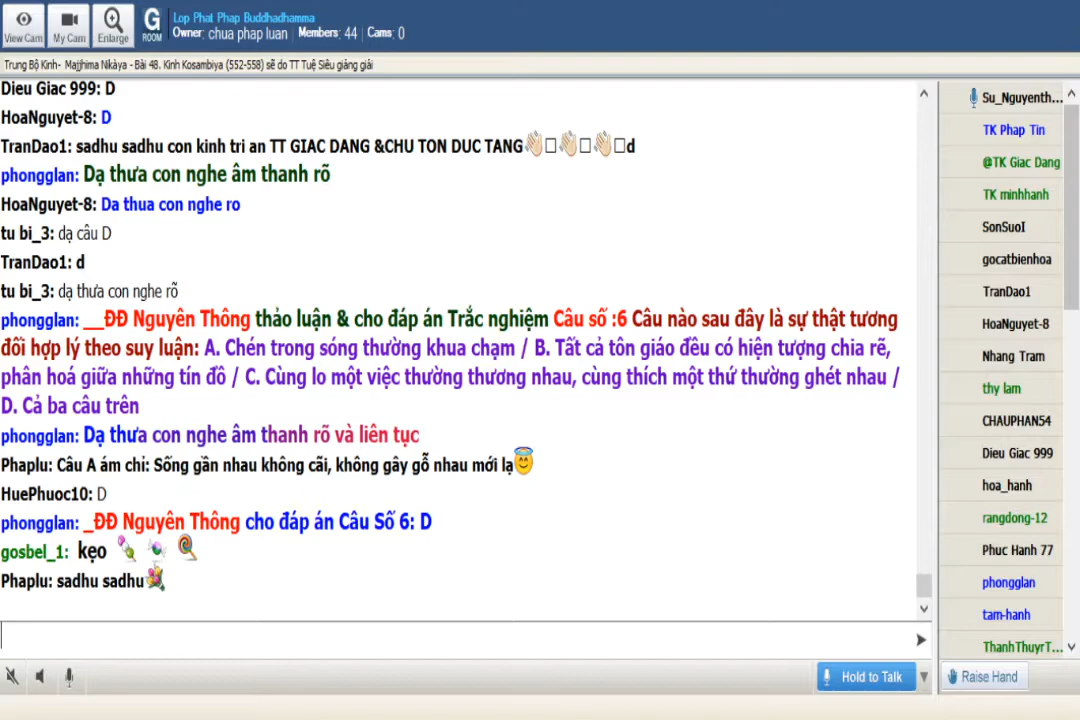 View Cam
My Cam
Enlarge
G
ROOM
Lop Phat Phap Buddhadhamma
Owner: chua phap luan | Members: 44 | Cams: 0
Trung Bộ Kinh- Majjhima Nikàya - Bài 48. Kinh Kosambiya (552-558) sẽ do TT Tuệ Siêu giảng giải
Dieu Giac 999: D
HoaNguyet-8: D
TranDao1: sadhu sadhu con kinh tri an TT GIAC DANG &CHU TON DUC TANG👏🏻□👏🏻□👏🏻□d
phongglan: Dạ thưa con nghe âm thanh rõ
HoaNguyet-8: Da thua con nghe ro
tu bi_3: dạ câu D
TranDao1: d
tu bi_3: dạ thưa con nghe rõ
phongglan: __ĐĐ Nguyên Thông thảo luận & cho đáp án Trắc nghiệm Câu số :6 Câu nào sau đây là sự thật tương
đối hợp lý theo suy luận: A. Chén trong sóng thường khua chạm / B. Tất cả tôn giáo đều có hiện tượng chia rẽ,
phân hoá giữa những tín đồ / C. Cùng lo một việc thường thương nhau, cùng thích một thứ thường ghét nhau /
D. Cả ba câu trên
phongglan: Dạ thưa con nghe âm thanh rõ và liên tục
Phaplu: Câu A ám chỉ: Sống gần nhau không cãi, không gây gỗ nhau mới lạ😇
HuePhuoc10: D
phongglan: _ĐĐ Nguyên Thông cho đáp án Câu Số 6: D
gosbel_1: kẹo 🍬 🍭
Phaplu: sadhu sadhu💐
Su_Nguyenth...
TK Phap Tin
@TK Giac Dang
TK minhhanh
SonSuoI
gocatbienhoa
TranDao1
HoaNguyet-8
Nhang Tram
thy lam
CHAUPHAN54
Dieu Giac 999
hoa_hanh
rangdong-12
Phuc Hanh 77
phongglan
tam-hanh
ThanhThuyrT...
Hold to Talk
Raise Hand